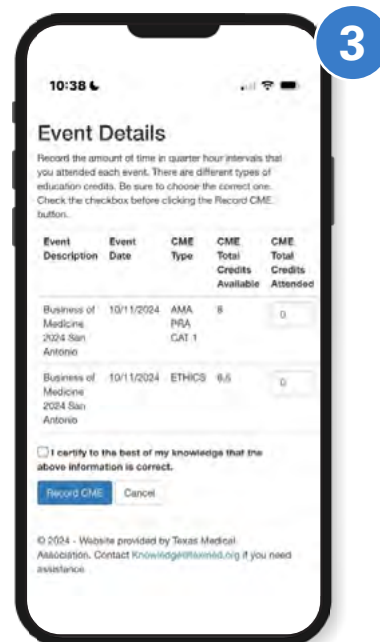 3
10:38
Event Details
Record the amount of time in quarter hour intervals that
you attended each event. There are different types of
education credits. Be sure to choose the correct one.
Check the checkbox before clicking the Record CME
button.
Event Description Event Date CME Type CME Total Credits Available CME Total Credits Attended
Business of Medicine 2024 San Antonio 10/11/2024 AMA PRA CAT 1 8 0
Business of Medicine 2024 San Antonio 10/11/2024 ETHICS 6.5 0
I certify to the best of my knowledge that the
above information is correct.
Record CME Cancel
© 2024 - Website provided by Texas Medical
Association. Contact Knowledge@texmed.org if you need
assistance.